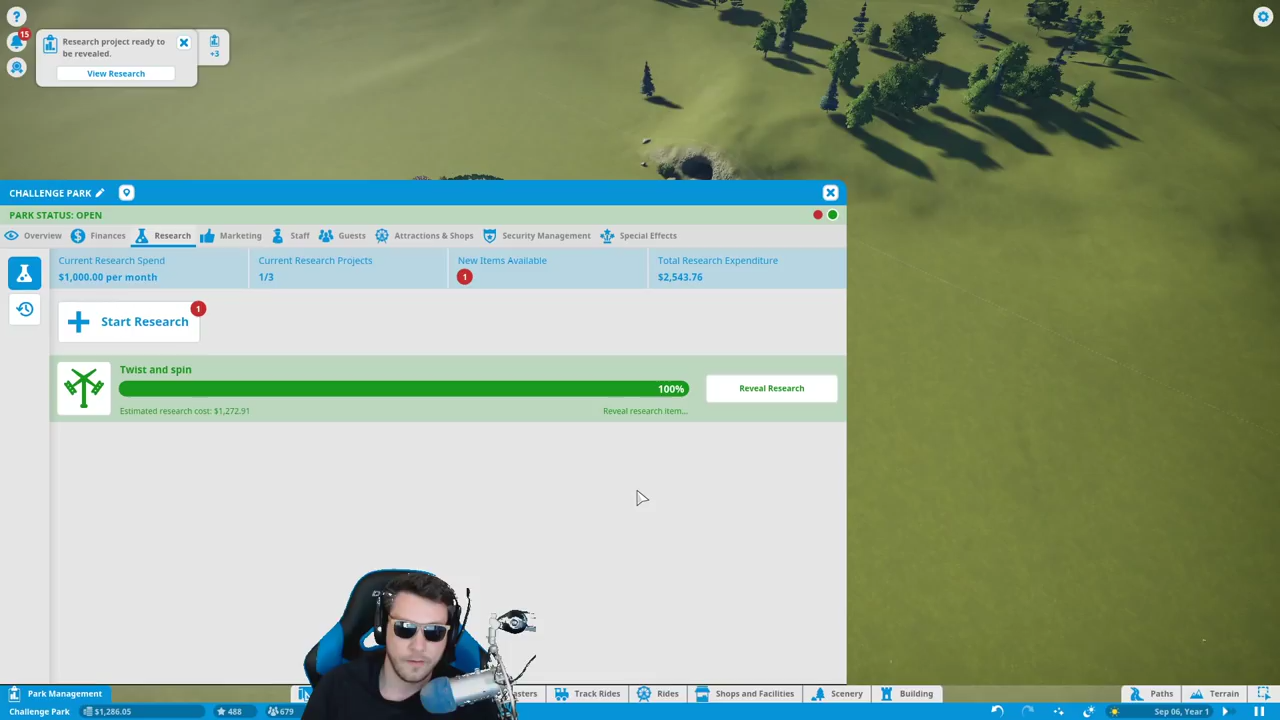 ?
15
Research project ready to
be revealed.
View Research
+3
CHALLENGE PARK
PARK STATUS: OPEN
Overview
Finances
Research
Marketing
Staff
Guests
Attractions & Shops
Security Management
Special Effects
Current Research Spend
$1,000.00 per month
Current Research Projects
1/3
New Items Available
1
Total Research Expenditure
$2,543.76
Start Research
1
Twist and spin
100%
Reveal Research
Estimated research cost: $1,272.91
Reveal research item...
Park Management
Track Rides
Rides
Shops and Facilities
Scenery
Building
Paths
Terrain
Challenge Park
$1,286.05
488
679
Sep 06, Year 1